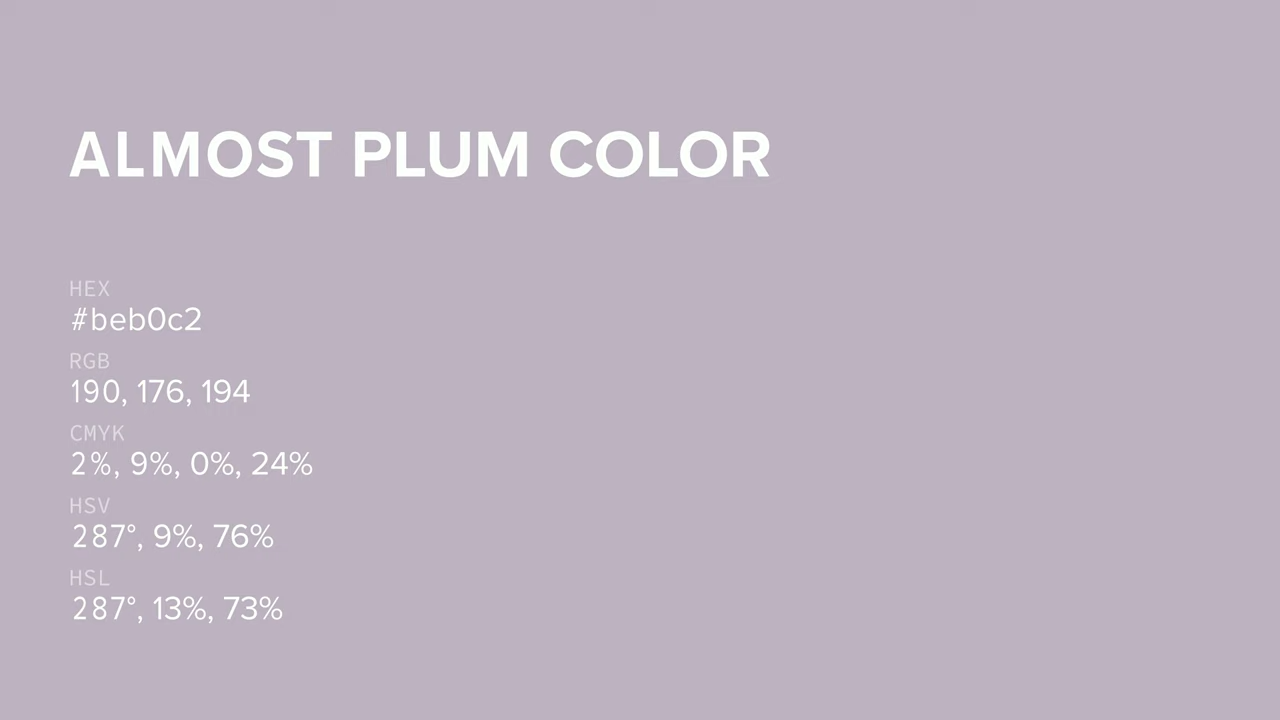 ALMOST PLUM COLOR
HEX
#beb0c2
RGB
190, 176, 194
CMYK
2%, 9%, 0%, 24%
HSV
287°, 9%, 76%
HSL
287°, 13%, 73%